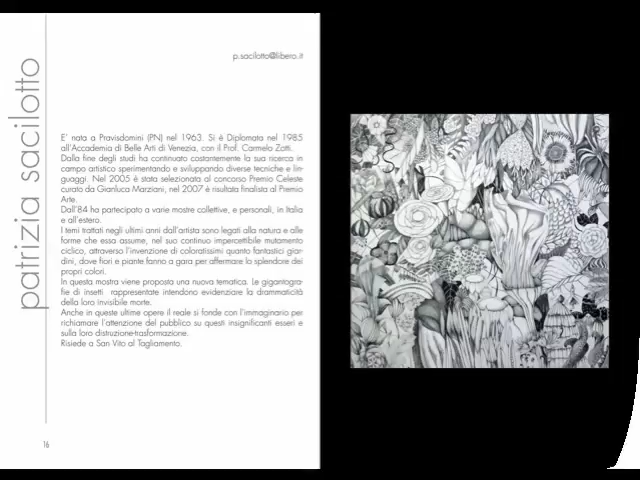 patrizia sacilotto
p.sacilotto@libero.it
E' nata a Pravisdomini (PN) nel 1963. Si è Diplomata nel 1985
all'Accademia di Belle Arti di Venezia, con il Prof. Carmelo Zotti.
Dalla fine degli studi ha continuato costantemente la sua ricerca in
campo artistico sperimentando e sviluppando diverse tecniche e lin-
guaggi. Nel 2005 è stata selezionata al concorso Premio Celeste
curato da Gianluca Marziani, nel 2007 è risultata finalista al Premio
Arte.
Dall'84 ha partecipato a varie mostre collettive, e personali, in Italia
e all'estero.
I temi trattati negli ultimi anni dall'artista sono legati alla natura e alle
forme che essa assume, nel suo continuo impercettibile mutamento
ciclico, attraverso l'invenzione di coloratissimi quanto fantastici giar-
dini, dove fiori e piante fanno a gara per affermare lo splendore dei
propri colori.
In questa mostra viene proposta una nuova tematica. Le gigantogra-
fie di insetti rappresentate intendono evidenziare la drammaticità
della loro invisibile morte.
Anche in queste ultime opere il reale si fonde con l'immaginario per
richiamare l'attenzione del pubblico su questi insignificanti esseri e
sulla loro distruzione-trasformazione.
Risiede a San Vito al Tagliamento.
16